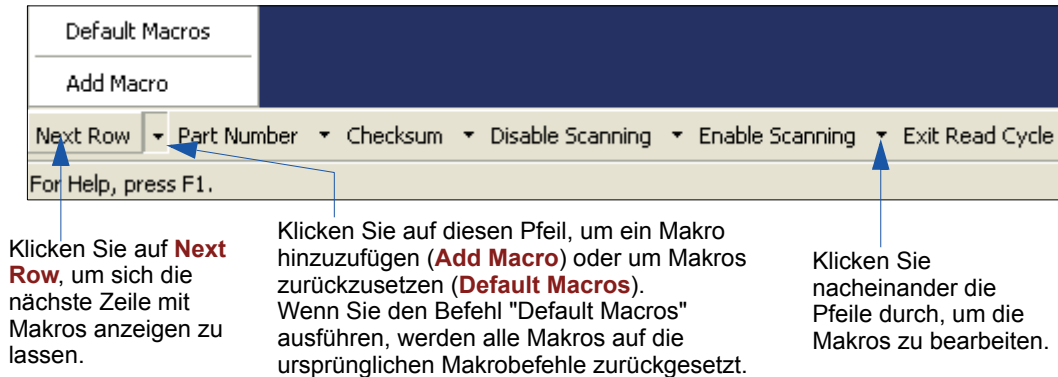 Default Macros
Add Macro
Next Row Part Number Checksum Disable Scanning Enable Scanning Exit Read Cycle
For Help, press F1.
Klicken Sie auf Next
Row, um sich die
nächste Zeile mit
Makros anzeigen zu
lassen.
Klicken Sie auf diesen Pfeil, um ein Makro
hinzuzufügen (Add Macro) oder um Makros
zurückzusetzen (Default Macros).
Wenn Sie den Befehl "Default Macros"
ausführen, werden alle Makros auf die
ursprünglichen Makrobefehle zurückgesetzt.
Klicken Sie
nacheinander die
Pfeile durch, um die
Makros zu bearbeiten.